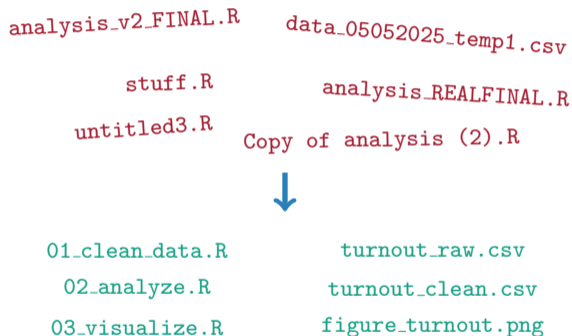 analysis_v2_FINAL.R
data_05052025_temp1.csv
stuff.R
analysis_REALFINAL.R
untitled3.R
Copy of analysis (2).R
01_clean_data.R
turnout_raw.csv
02_analyze.R
turnout_clean.csv
03_visualize.R
figure_turnout.png